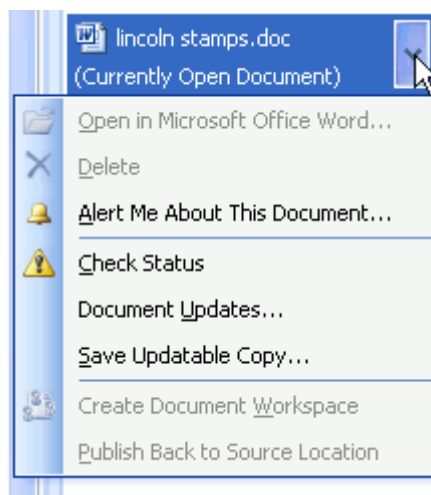 lincoln stamps.doc
(Currently Open Document)
Open in Microsoft Office Word...
Delete
Alert Me About This Document...
Check Status
Document Updates...
Save Updatable Copy...
Create Document Workspace
Publish Back to Source Location